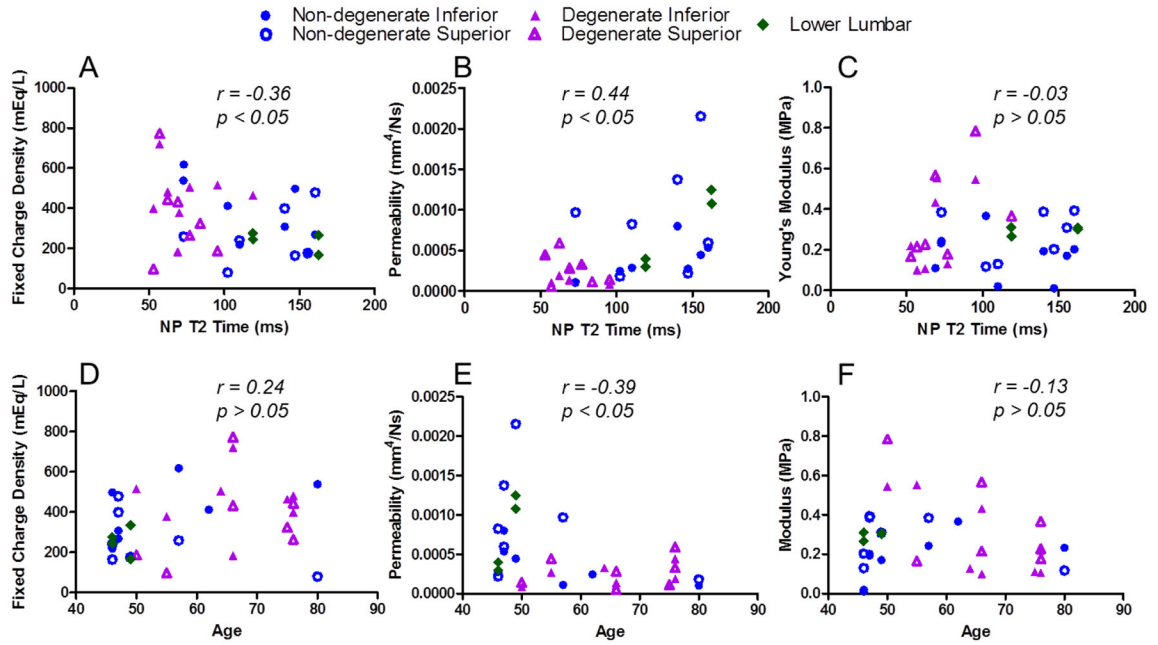 Non-degenerate Inferior
Degenerate Inferior
Lower Lumbar
Non-degenerate Superior
Degenerate Superior
A
r = -0.36
p < 0.05
Fixed Charge Density (mEq/L)
1000
800
600
400
200
0
0
50
100
150
200
NP T2 Time (ms)
B
r = 0.44
p < 0.05
Permeability (mm⁴/Ns)
0.0025
0.0020
0.0015
0.0010
0.0005
0.0000
0
50
100
150
200
NP T2 Time (ms)
C
r = -0.03
p > 0.05
Young's Modulus (MPa)
1.0
0.8
0.6
0.4
0.2
0.0
0
50
100
150
200
NP T2 Time (ms)
D
r = 0.24
p > 0.05
Fixed Charge Density (mEq/L)
1000
800
600
400
200
0
40
50
60
70
80
90
Age
E
r = -0.39
p < 0.05
Permeability (mm⁴/Ns)
0.0025
0.0020
0.0015
0.0010
0.0005
0.0000
40
50
60
70
80
90
Age
F
r = -0.13
p > 0.05
Modulus (MPa)
1.0
0.8
0.6
0.4
0.2
0.0
40
50
60
70
80
90
Age